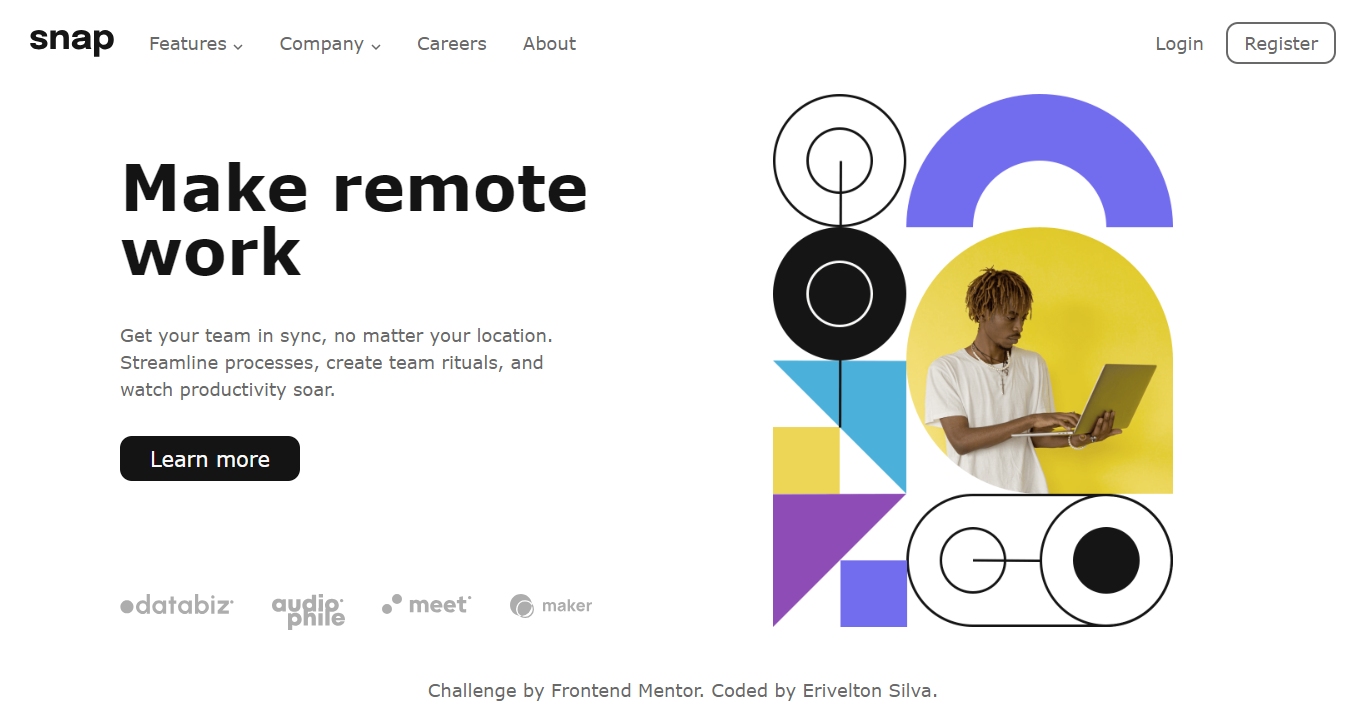 snap Features Company Careers About Login Register
Make remote
work
Get your team in sync, no matter your location.
Streamline processes, create team rituals, and
watch productivity soar.
Learn more
databiz audiophile meet maker
Challenge by Frontend Mentor. Coded by Erivelton Silva.